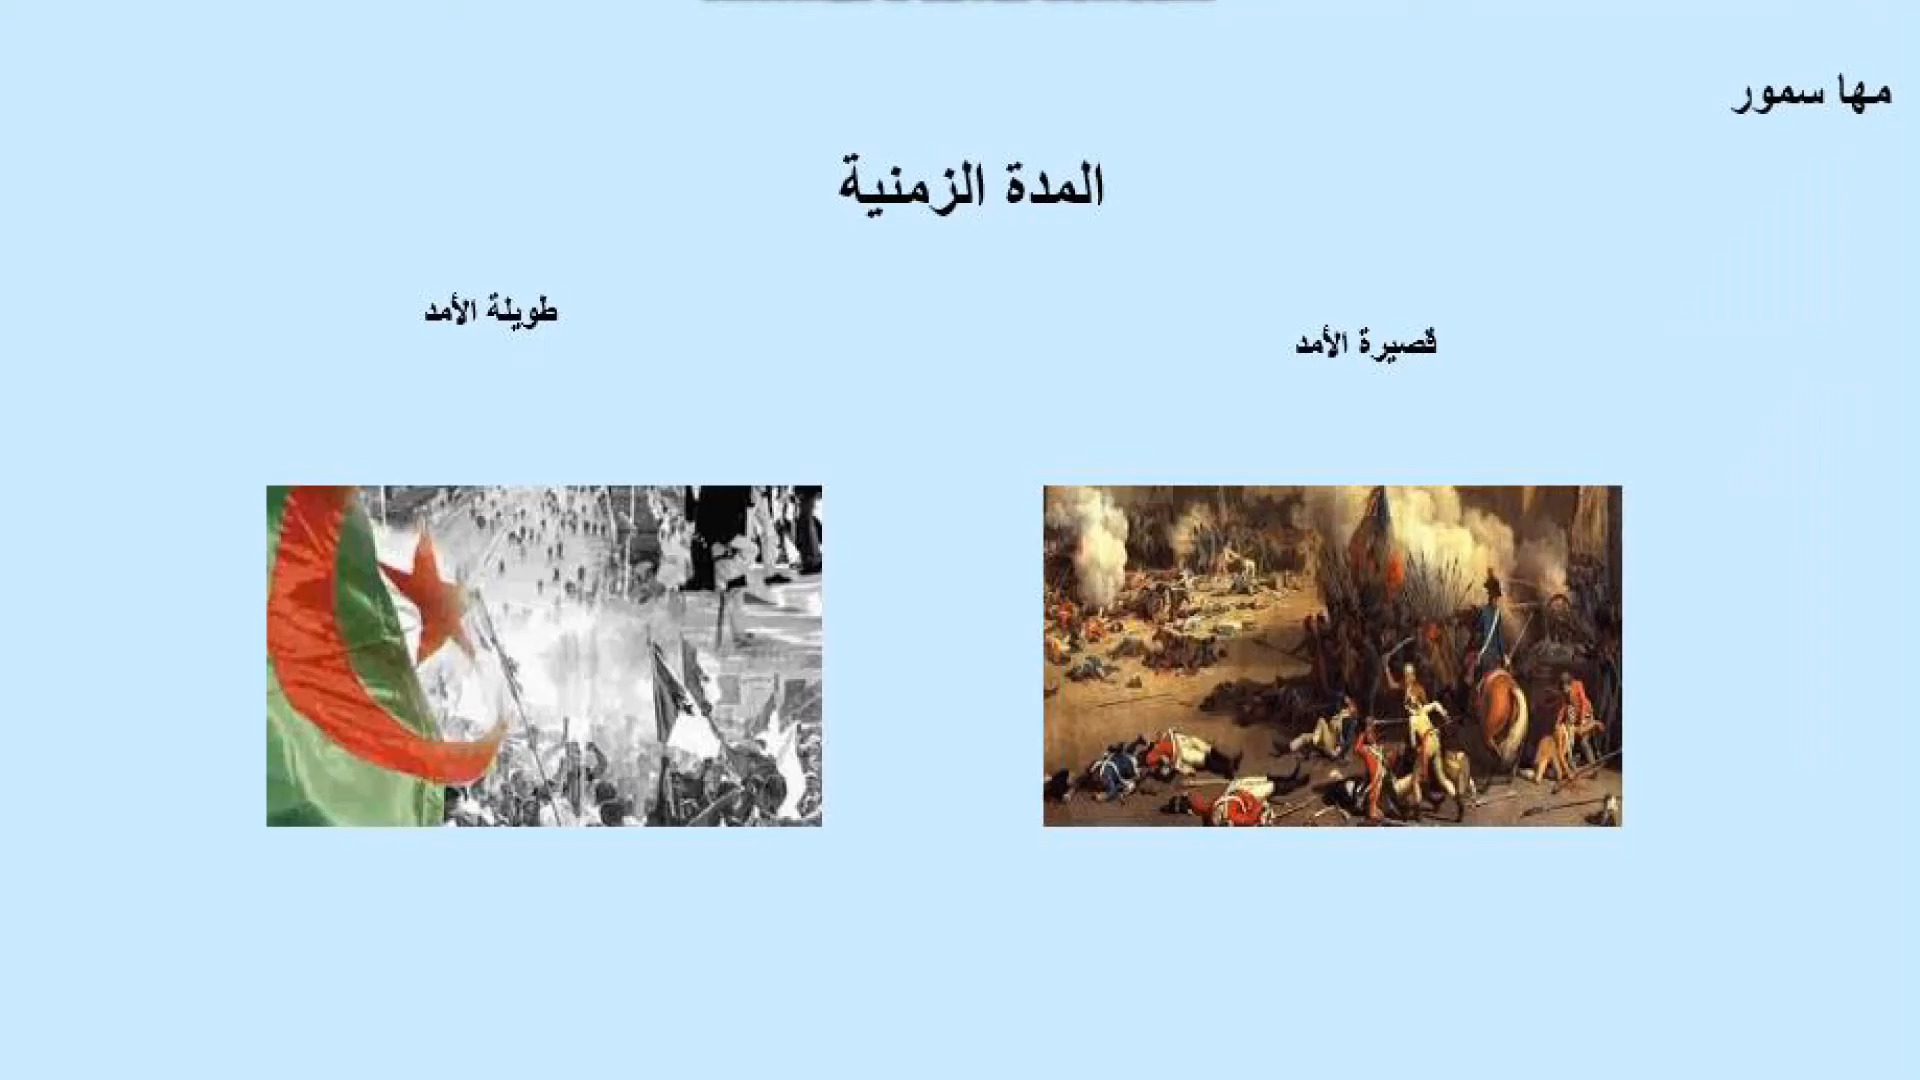 مها سمور
المدة الزمنية
قصيرة الأمد
طويلة الأمد